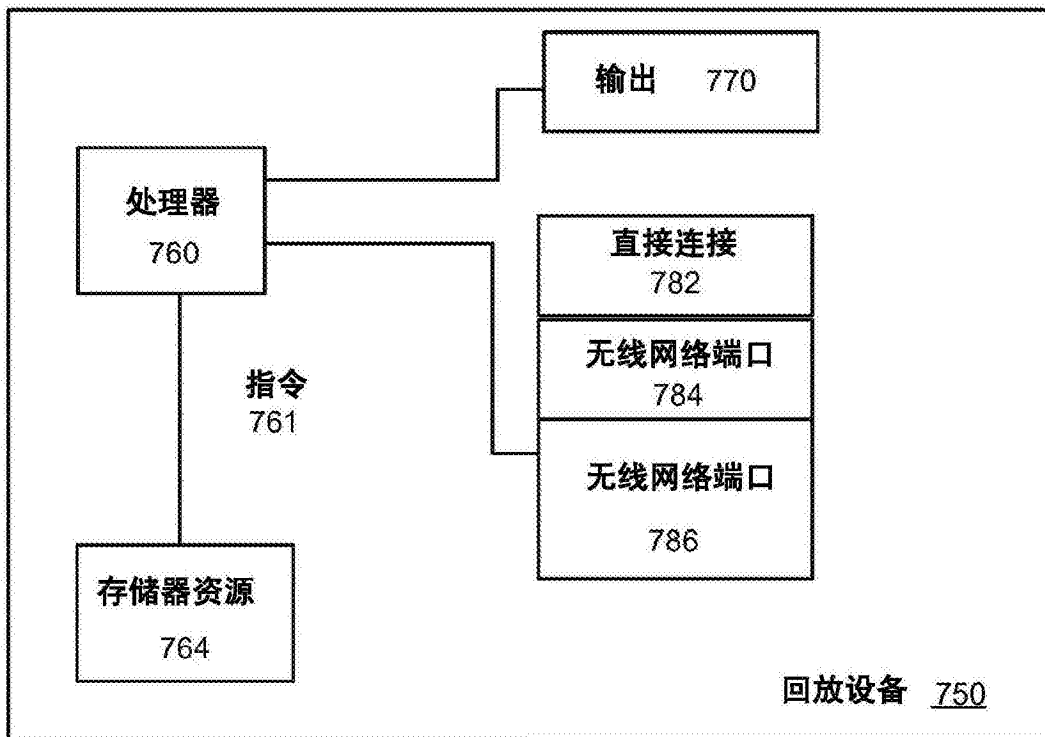 输出 770
处理器
760
直接连接
782
无线网络端口
784
指令
761
无线网络端口
786
存储器资源
764
回放设备 750